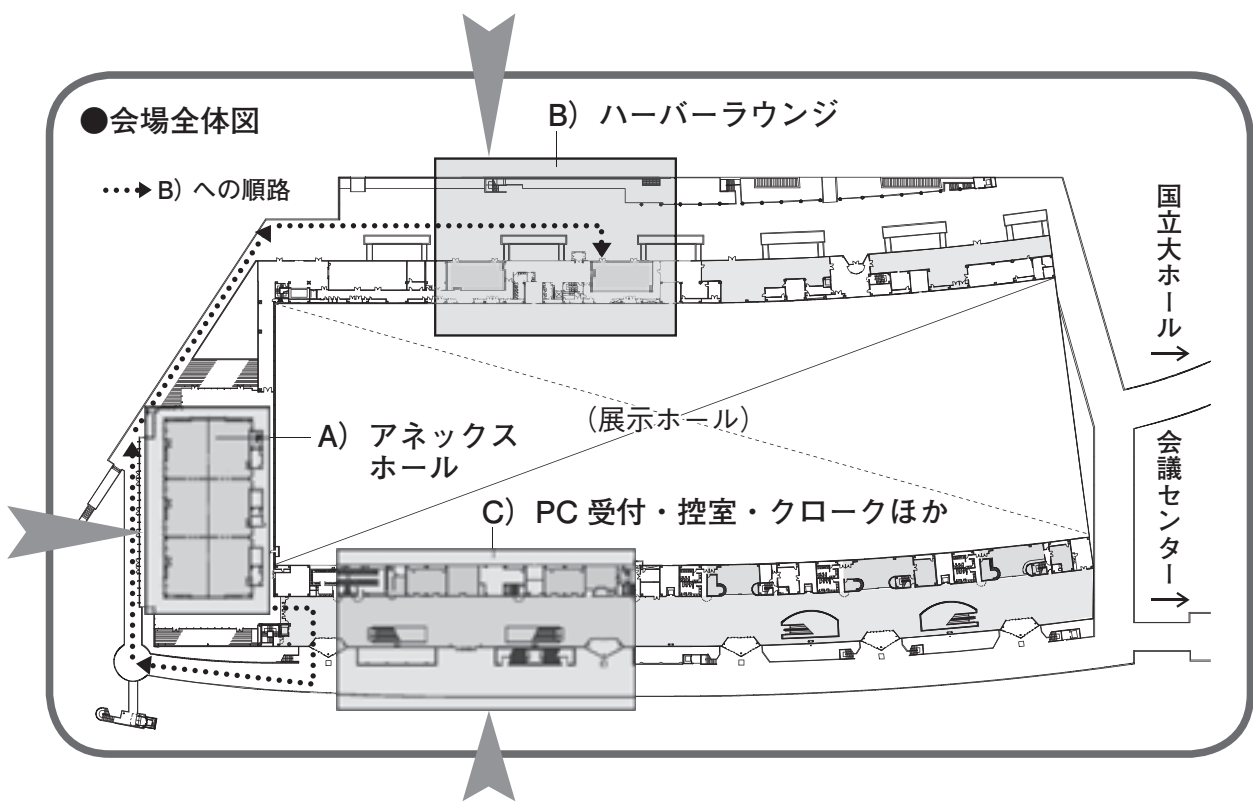 ●会場全体図
B）ハーバーラウンジ
B）への順路
国立大ホール→
（展示ホール）
A）アネックス
ホール
会議センター→
C）PC 受付・控室・クロークほか